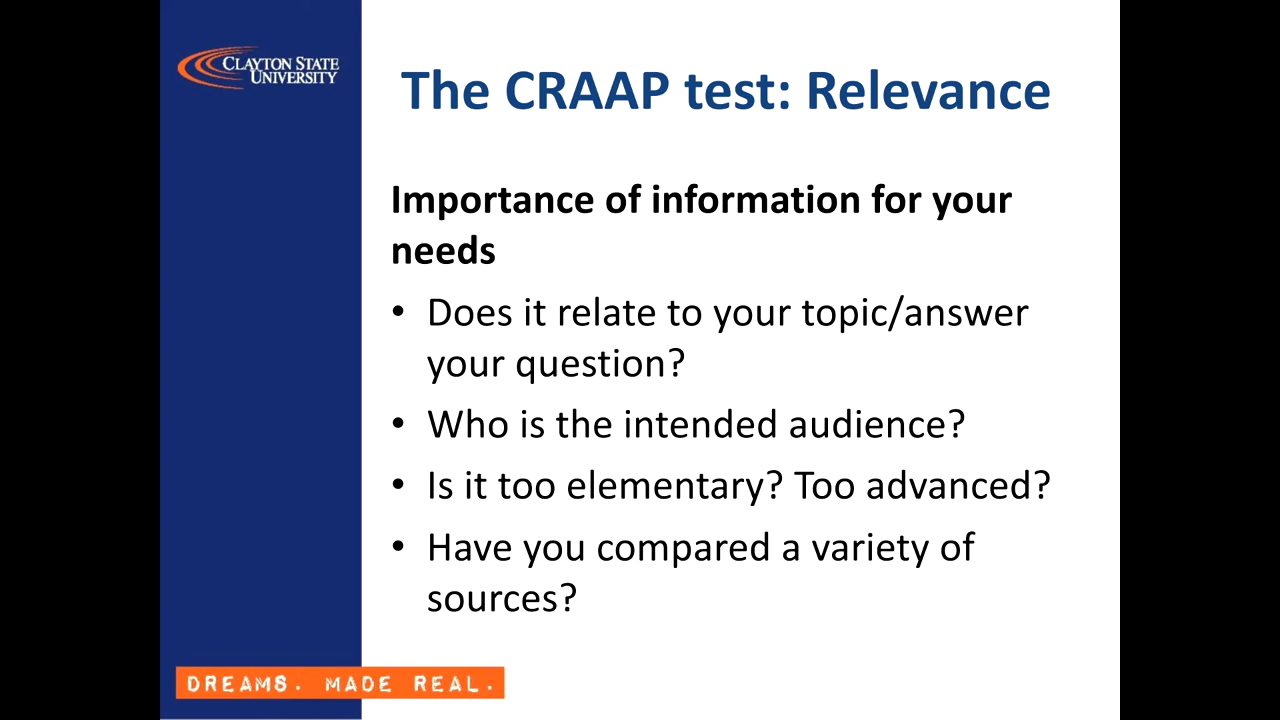 CLAYTON STATE
UNIVERSITY
The CRAAP test: Relevance
Importance of information for your
needs
• Does it relate to your topic/answer
your question?
• Who is the intended audience?
• Is it too elementary? Too advanced?
• Have you compared a variety of
sources?
DREAMS. MADE REAL.